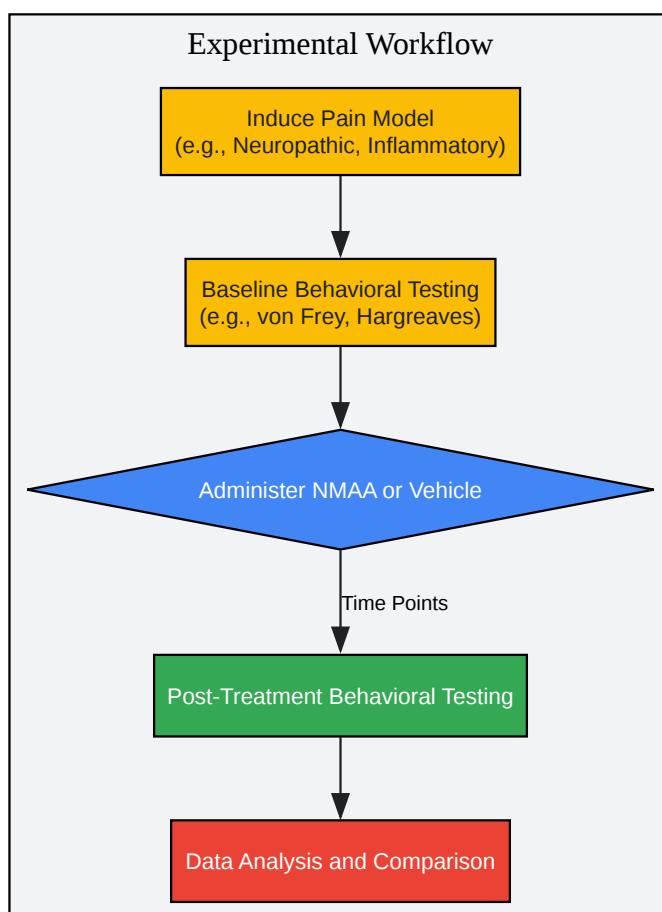 Experimental Workflow
Induce Pain Model
(e.g., Neuropathic, Inflammatory)
Baseline Behavioral Testing
(e.g., von Frey, Hargreaves)
Administer NMAA or Vehicle
Time Points
Post-Treatment Behavioral Testing
Data Analysis and Comparison